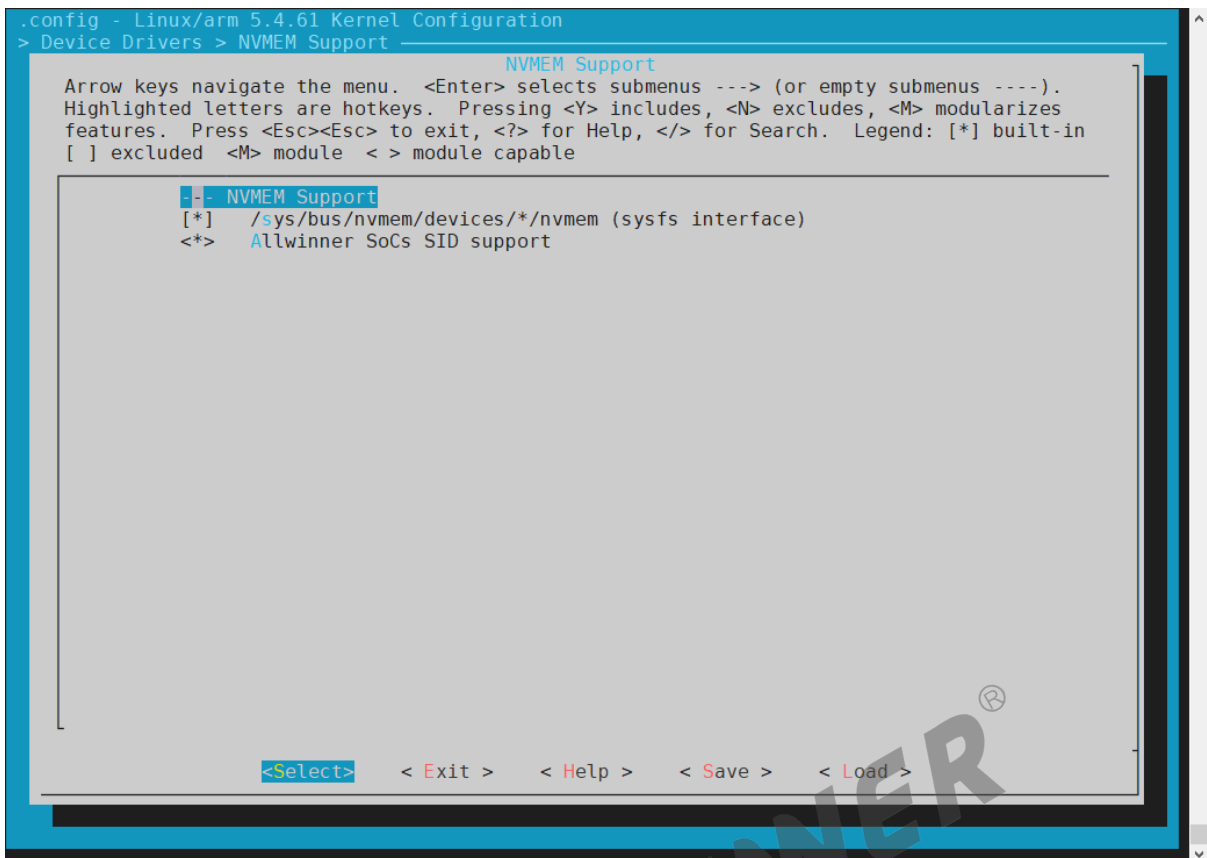 .config - Linux/arm 5.4.61 Kernel Configuration
> Device Drivers > NVMEM Support
NVMEM Support
Arrow keys navigate the menu.  <Enter> selects submenus ---> (or empty submenus ----).
Highlighted letters are hotkeys.  Pressing <Y> includes, <N> excludes, <M> modularizes
features.  Press <Esc><Esc> to exit, <?> for Help, </> for Search.  Legend: [*] built-in
[ ] excluded  <M> module  < > module capable
--- NVMEM Support
[*]   /sys/bus/nvmem/devices/*/nvmem (sysfs interface)
<*>   Allwinner SoCs SID support
<Select>    < Exit >    < Help >    < Save >    < Load >